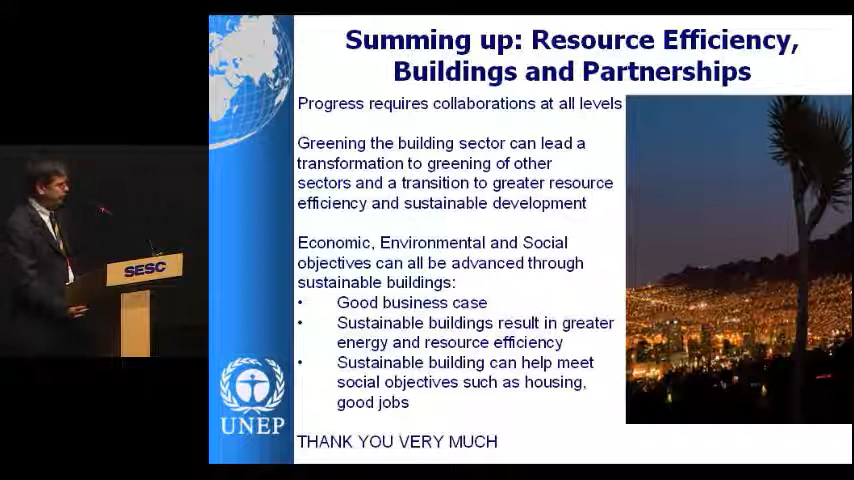 Summing up: Resource Efficiency,
Buildings and Partnerships
Progress requires collaborations at all levels
Greening the building sector can lead a
transformation to greening of other
sectors and a transition to greater resource
efficiency and sustainable development
Economic, Environmental and Social
objectives can all be advanced through
sustainable buildings:
• Good business case
• Sustainable buildings result in greater
energy and resource efficiency
• Sustainable building can help meet
social objectives such as housing,
good jobs
THANK YOU VERY MUCH
UNEP
SESC